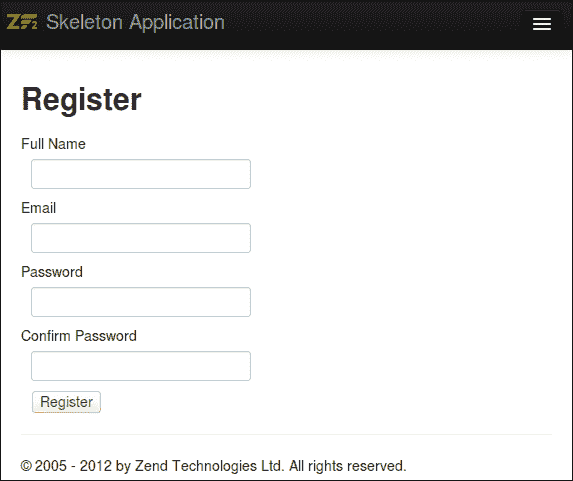 ZF2 Skeleton Application
Register
Full Name
Email
Password
Confirm Password
Register
© 2005 - 2012 by Zend Technologies Ltd. All rights reserved.